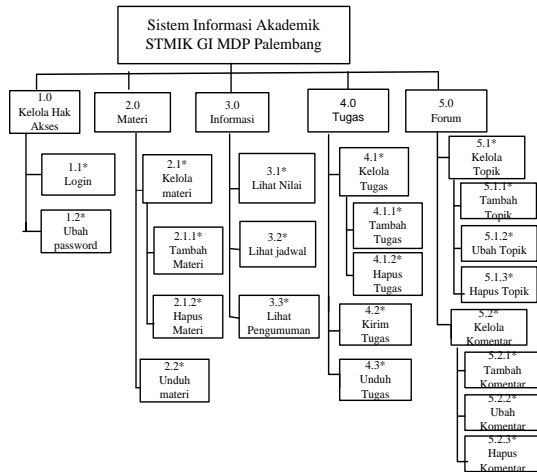 Sistem Informasi Akademik
STMIK GI MDP Palembang
1.0
Kelola Hak
Akses
1.1*
Login
1.2*
Ubah
password
2.0
Materi
2.1*
Kelola
materi
2.1.1*
Tambah
Materi
2.1.2*
Hapus
Materi
2.2*
Unduh
materi
3.0
Informasi
3.1*
Lihat Nilai
3.2*
Lihat jadwal
3.3*
Lihat
Pengumuman
4.0
Tugas
4.1*
Kelola
Tugas
4.1.1*
Tambah
Tugas
4.1.2*
Hapus
Tugas
4.2*
Kirim
Tugas
4.3*
Unduh
Tugas
5.0
Forum
5.1*
Kelola
Topik
5.1.1*
Tambah
Topik
5.1.2*
Ubah Topik
5.1.3*
Hapus Topik
5.2*
Kelola
Komentar
5.2.1*
Tambah
Komentar
5.2.2*
Ubah
Komentar
5.2.3*
Hapus
Komentar